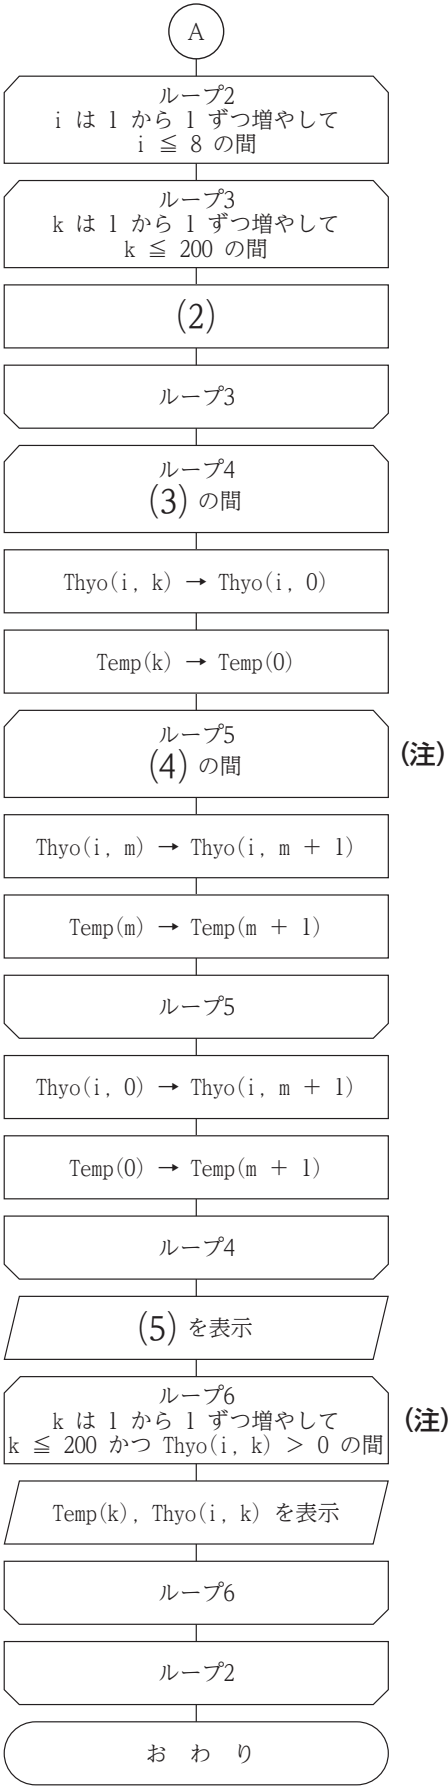 A
ループ2
i は 1 から 1 ずつ増やして
i ≦ 8 の間
ループ3
k は 1 から 1 ずつ増やして
k ≦ 200 の間
(2)
ループ3
ループ4
(3) の間
Thyo(i, k) → Thyo(i, 0)
Temp(k) → Temp(0)
ループ5
(4) の間
(注)
Thyo(i, m) → Thyo(i, m + 1)
Temp(m) → Temp(m + 1)
ループ5
Thyo(i, 0) → Thyo(i, m + 1)
Temp(0) → Temp(m + 1)
ループ4
(5) を表示
ループ6
k は 1 から 1 ずつ増やして
(注)
k ≦ 200 かつ Thyo(i, k) > 0 の間
Temp(k), Thyo(i, k) を表示
ループ6
ループ2
お わ り